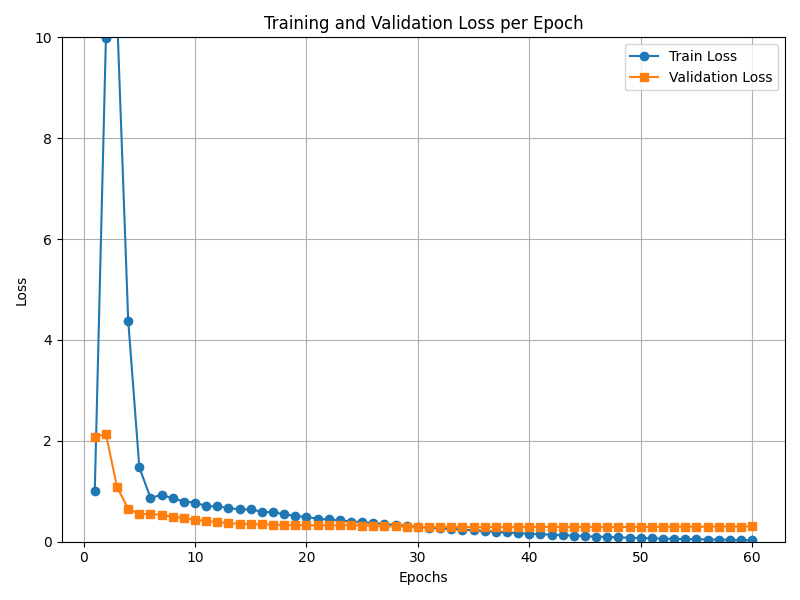 Training and Validation Loss per Epoch
Train Loss
Validation Loss
10
8
6
4
2
0
Loss
0 10 20 30 40 50 60
Epochs